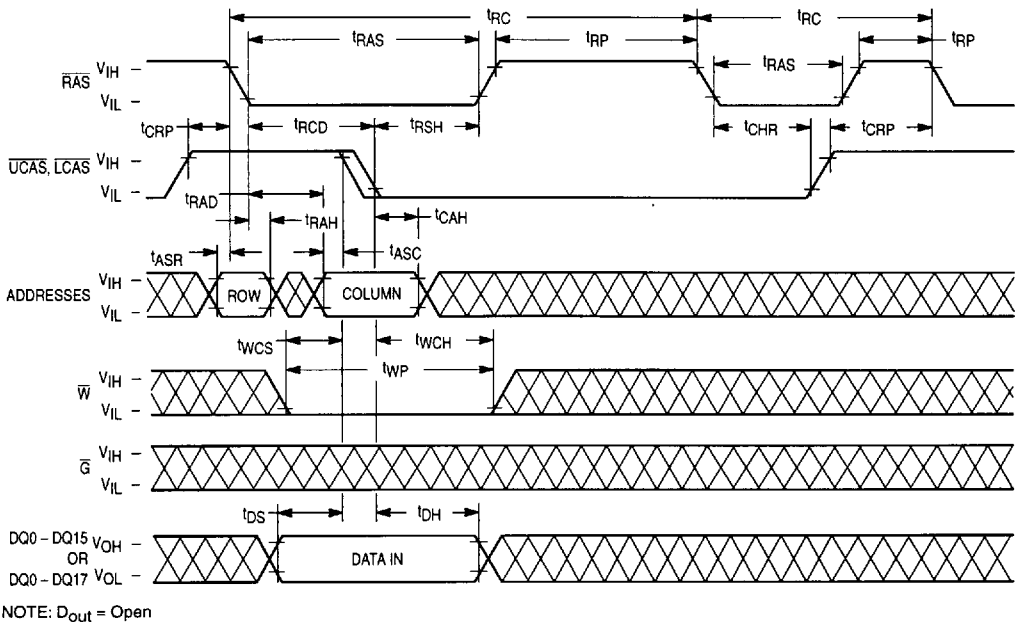 tRC tRC
tRAS tRP tRAS tRP
RAS VIH
VIL
tCRP tRCD tRSH tCHR tCRP
UCAS, LCAS VIH
VIL
tRAD tRAH tCAH
tASR tASC
ADDRESSES VIH
VIL
ROW COLUMN
tWCS tWCH
tWP
W VIH
VIL
G VIH
VIL
tDS tDH
DQ0 – DQ15 VOH
OR
DQ0 – DQ17 VOL
DATA IN
NOTE: Dout = Open